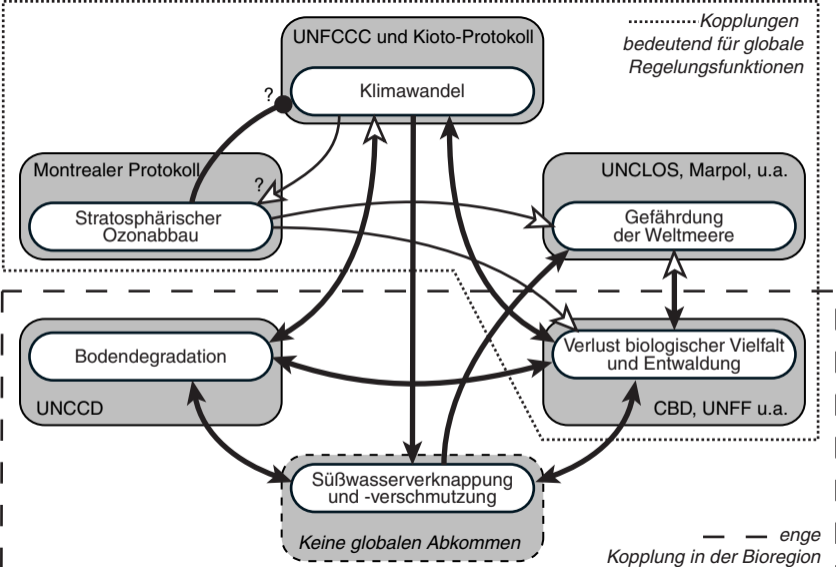 Kopplungen
bedeutend für globale
Regelungsfunktionen
UNFCCC und Kioto-Protokoll
Klimawandel
?
Montrealer Protokoll
?
Stratosphärischer
Ozonabbau
UNCLOS, Marpol, u.a.
Gefährdung
der Weltmeere
Bodendegradation
UNCCD
Verlust biologischer Vielfalt
und Entwaldung
CBD, UNFF u.a.
Süßwasserverknappung
und -verschmutzung
Keine globalen Abkommen
enge
Kopplung in der Bioregion